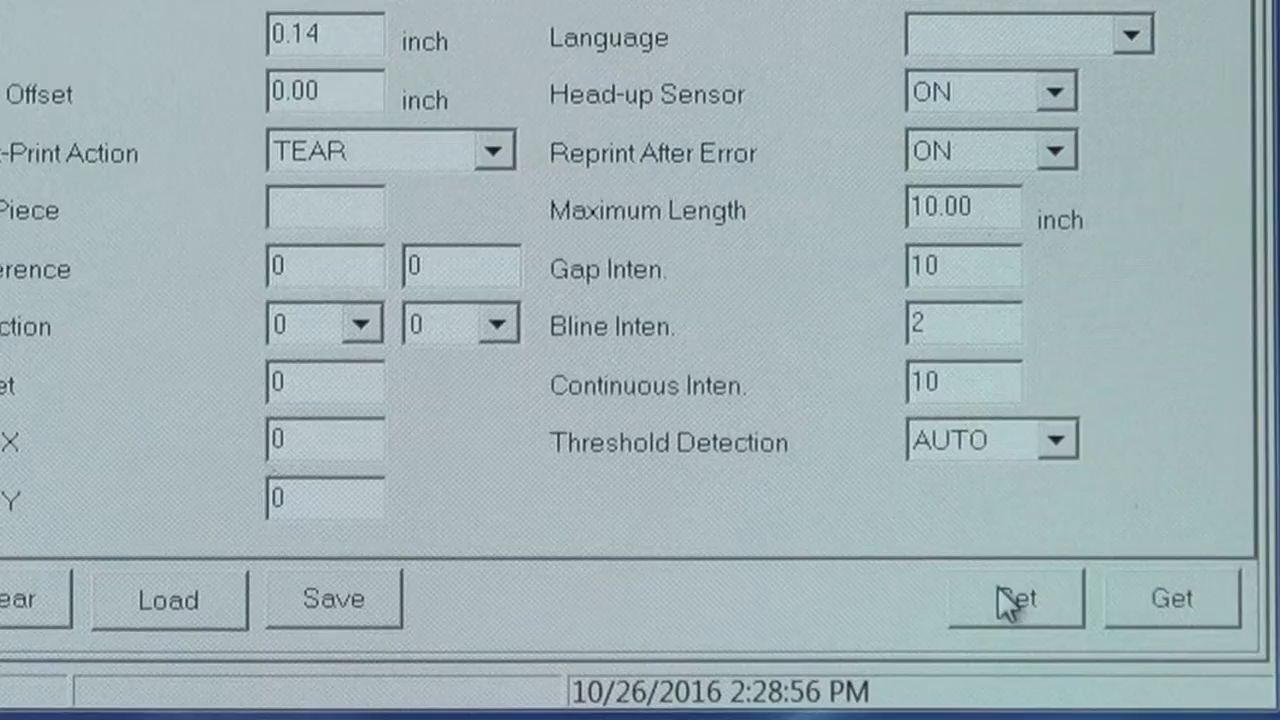 0.14 inch Language
Offset 0.00 inch Head-up Sensor ON
-Print Action TEAR Reprint After Error ON
Piece Maximum Length 10.00 inch
erence 0 0 Gap Inten. 10
ction 0 0 Bline Inten. 2
et 0 Continuous Inten. 10
X 0 Threshold Detection AUTO
Y 0
ear Load Save et Get
10/26/2016 2:28:56 PM